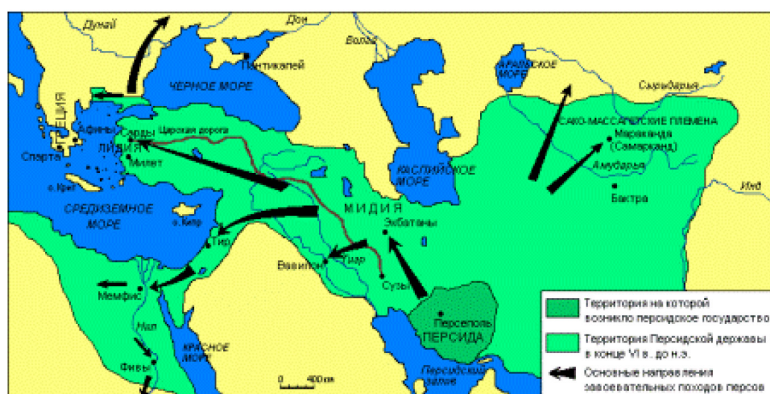 Дунай
Дон
Волга
Пантикапей
ЧЁРНОЕ МОРЕ
АРАЛЬСКОЕ
МОРЕ
Сырдарья
ГРЕЦИЯ
Афины
Сарды
Царская дорога
ЛИДИЯ
Спарта
Милет
САКО-МАССАГЕТСКИЕ ПЛЕМЕНА
Мараканда
(Самарканд)
Амударья
КАСПИЙСКОЕ
МОРЕ
Бактра
Инд
о.Крит
СРЕДИЗЕМНОЕ
МОРЕ
о.Кипр
МИДИЯ
Экбатаны
Тир
Вавилон
Тигр
Сузы
Мемфис
Нил
Персеполь
ПЕРСИДА
КРАСНОЕ
МОРЕ
Фивы
Персидский
залив
0 400 км
Территория на которой
возникло персидское государство
Территория Персидской державы
в конце VI в. до н.э.
Основные направления
завоевательных походов персов